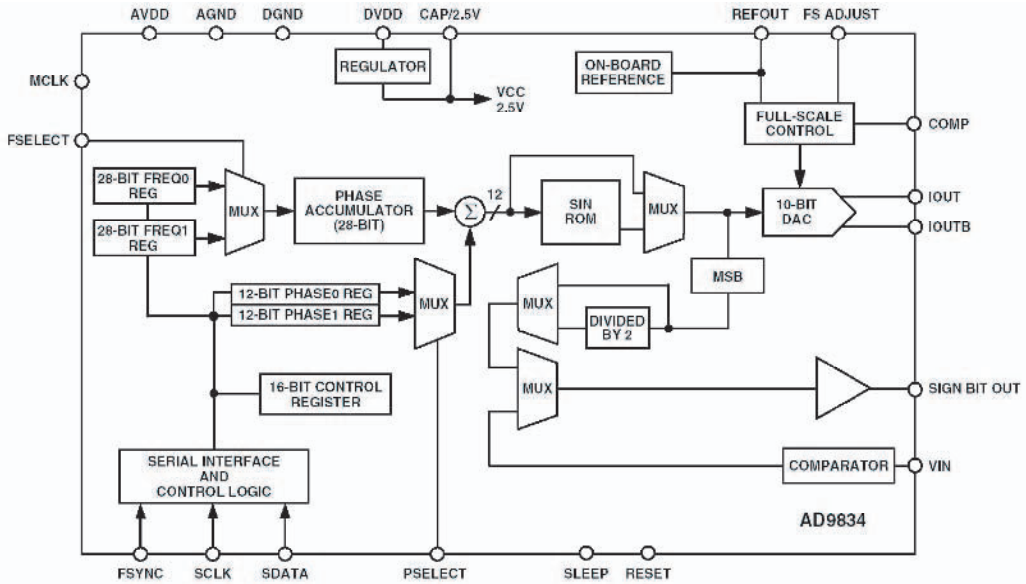 AVDD
AGND
DGND
DVDD
CAP/2.5V
REFOUT
FS ADJUST
MCLK
REGULATOR
VCC
2.5V
ON-BOARD
REFERENCE
FULL-SCALE
CONTROL
COMP
FSELECT
28-BIT FREQ0
REG
28-BIT FREQ1
REG
MUX
PHASE
ACCUMULATOR
(28-BIT)
Σ
12
SIN
ROM
MUX
10-BIT
DAC
IOUT
IOUTB
MSB
12-BIT PHASE0 REG
12-BIT PHASE1 REG
MUX
MUX
DIVIDED
BY 2
16-BIT CONTROL
REGISTER
MUX
SIGN BIT OUT
SERIAL INTERFACE
AND
CONTROL LOGIC
COMPARATOR
VIN
AD9834
FSYNC
SCLK
SDATA
PSELECT
SLEEP
RESET